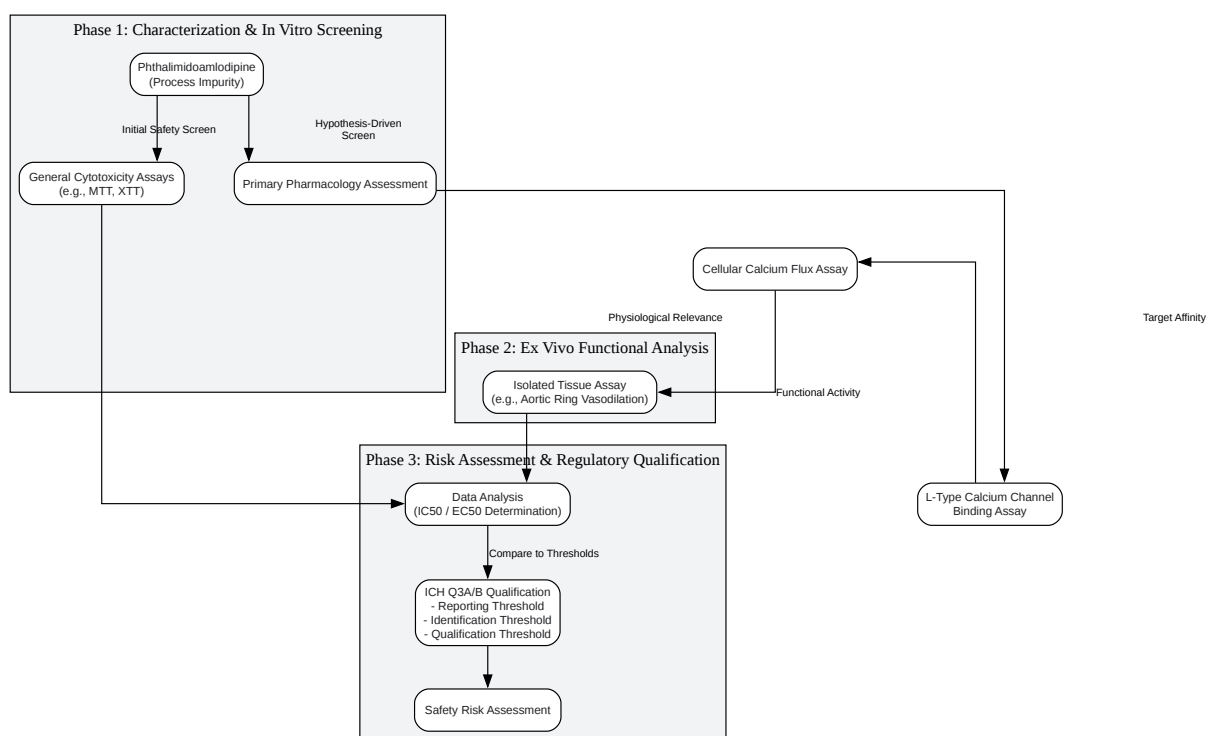 Phase 1: Characterization & In Vitro Screening
Phthalimidoamlodipine
(Process Impurity)
Initial Safety Screen
Hypothesis-Driven
Screen
General Cytotoxicity Assays
(e.g., MTT, XTT)
Primary Pharmacology Assessment
Cellular Calcium Flux Assay
Physiological Relevance
Target Affinity
Phase 2: Ex Vivo Functional Analysis
Isolated Tissue Assay
(e.g., Aortic Ring Vasodilation)
Functional Activity
Phase 3: Risk Assessment & Regulatory Qualification
Data Analysis
(IC50 / EC50 Determination)
L-Type Calcium Channel
Binding Assay
Compare to Thresholds
ICH Q3A/B Qualification
- Reporting Threshold
- Identification Threshold
- Qualification Threshold
Safety Risk Assessment